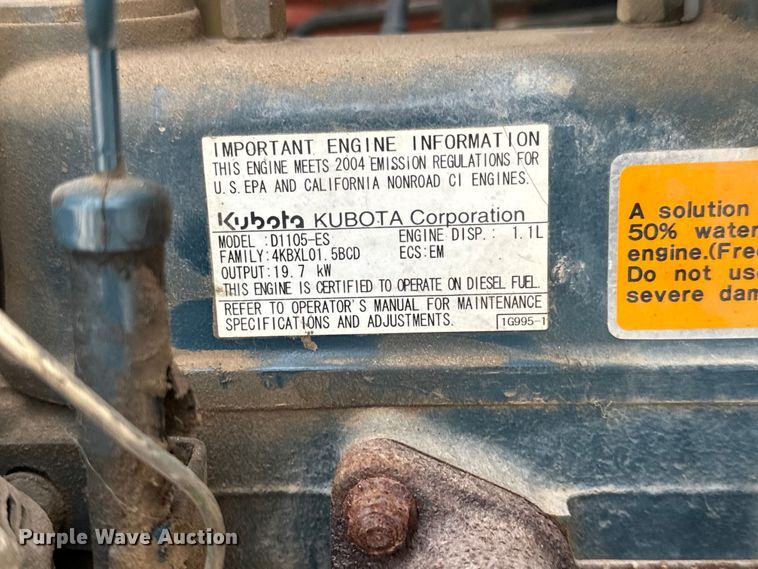 IMPORTANT ENGINE INFORMATION
THIS ENGINE MEETS 2004 EMISSION REGULATIONS FOR
U.S. EPA AND CALIFORNIA NONROAD CI ENGINES.
Kubota KUBOTA Corporation
MODEL :D1105-ES ENGINE DISP.: 1.1L
FAMILY:4KBXL01.5BCD ECS:EM
OUTPUT:19.7 kW
THIS ENGINE IS CERTIFIED TO OPERATE ON DIESEL FUEL.
REFER TO OPERATOR'S MANUAL FOR MAINTENANCE
SPECIFICATIONS AND ADJUSTMENTS. 1G995-1
A solution
50% water
engine.(Fre
Do not use
severe dam
Purple Wave Auction